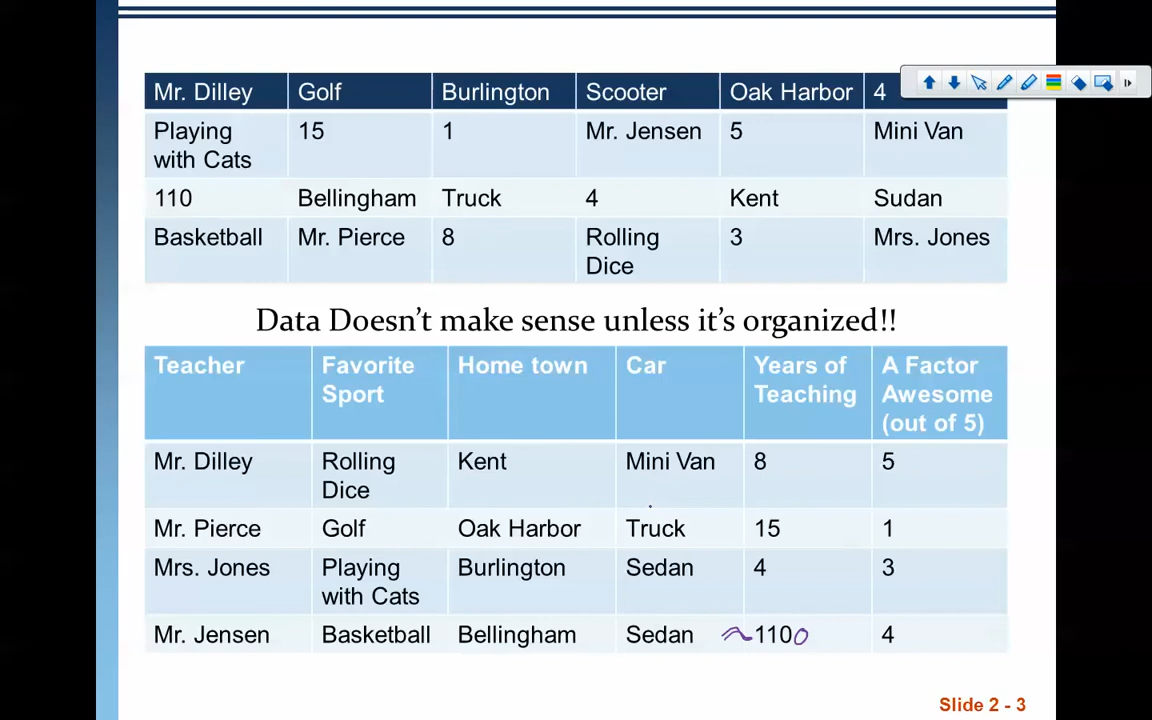 Mr. Dilley Golf Burlington Scooter Oak Harbor 4
Playing 15 1 Mr. Jensen 5 Mini Van
with Cats
110 Bellingham Truck 4 Kent Sudan
Basketball Mr. Pierce 8 Rolling 3 Mrs. Jones
Dice
Data Doesn't make sense unless it's organized!!
Teacher Favorite Home town Car Years of A Factor
Sport Teaching Awesome
(out of 5)
Mr. Dilley Rolling Kent Mini Van 8 5
Dice
Mr. Pierce Golf Oak Harbor Truck 15 1
Mrs. Jones Playing Burlington Sedan 4 3
with Cats
Mr. Jensen Basketball Bellingham Sedan ~1100 4
Slide 2 - 3